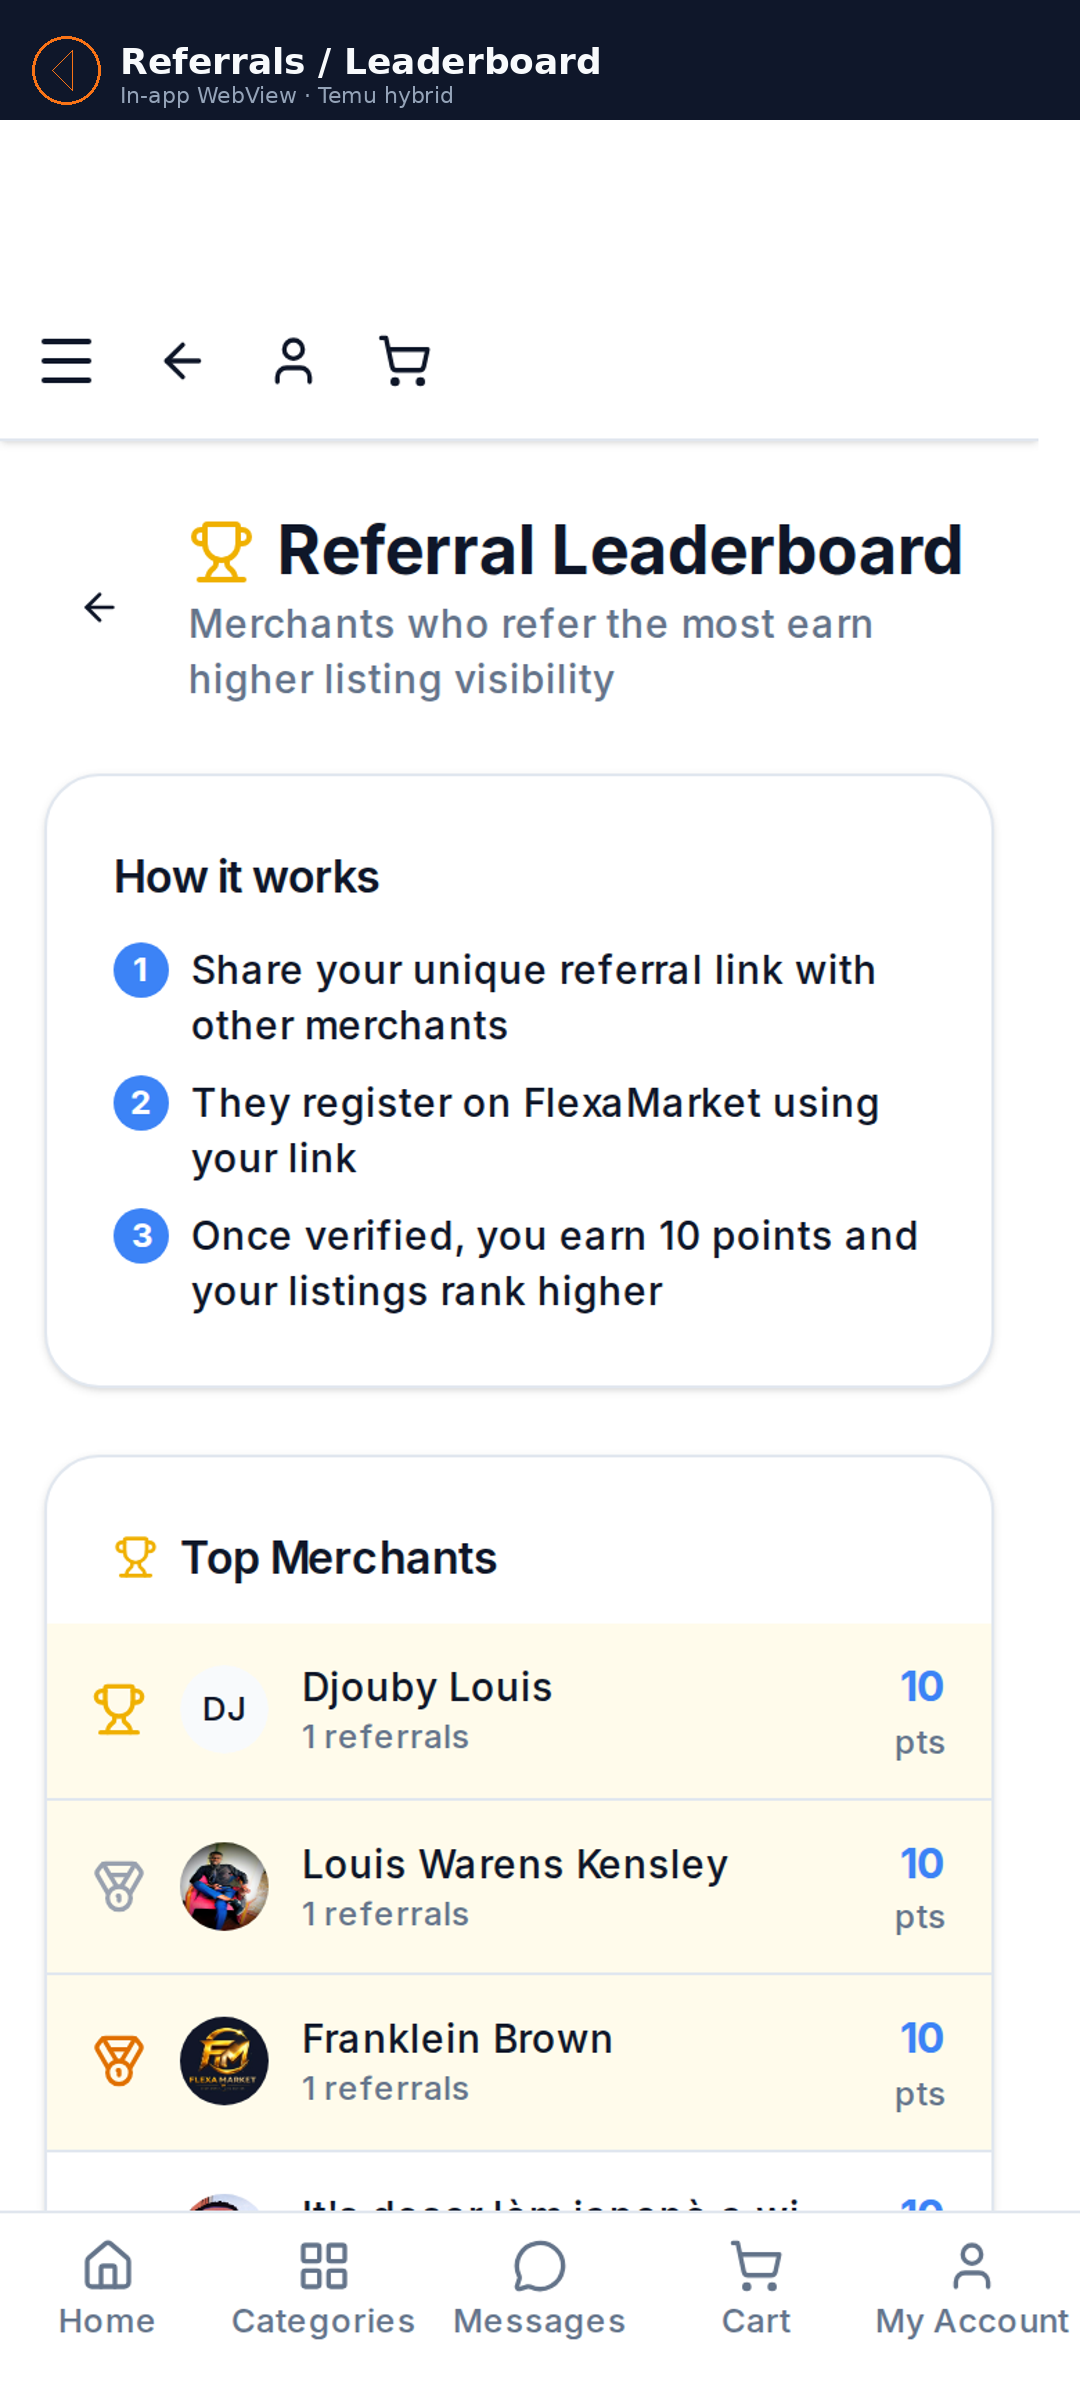 Referrals / Leaderboard
In-app WebView · Temu hybrid
Referral Leaderboard
Merchants who refer the most earn
higher listing visibility
How it works
1 Share your unique referral link with
other merchants
2 They register on FlexaMarket using
your link
3 Once verified, you earn 10 points and
your listings rank higher
Top Merchants
DJ
Djouby Louis
1 referrals
10
pts
Louis Warens Kensley
1 referrals
10
pts
FM
FLEXA MARKET
Franklein Brown
1 referrals
10
pts
10
Home
Categories
Messages
Cart
My Account